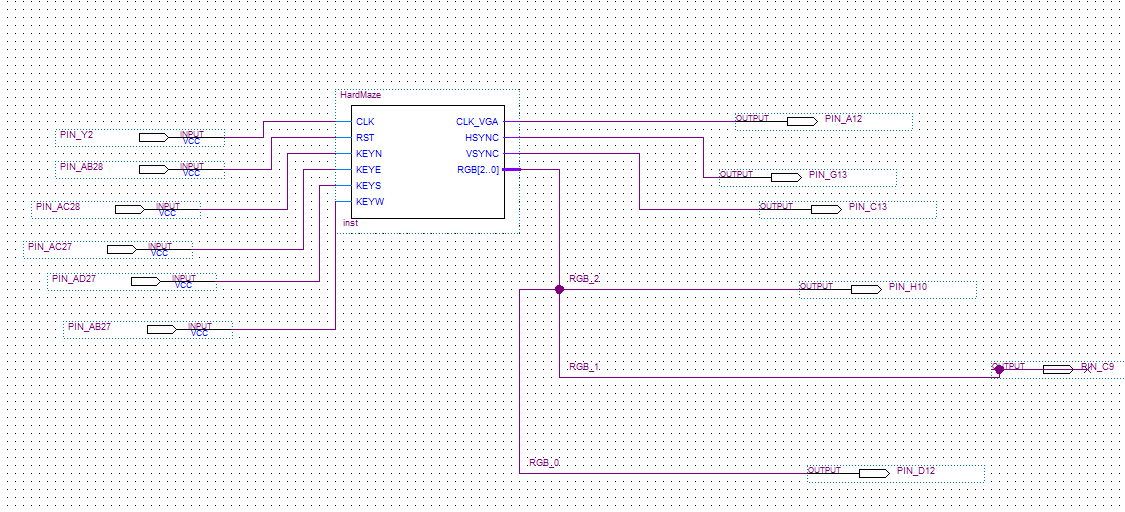 HardMaze
CLK
RST
KEYN
KEYE
KEYS
KEYW
CLK_VGA
HSYNC
VSYNC
RGB[2..0]
inst
PIN_Y2
INPUT
VCC
PIN_AB28
INPUT
VCC
PIN_AC28
INPUT
VCC
PIN_AC27
INPUT
VCC
PIN_AD27
INPUT
VCC
PIN_AB27
INPUT
VCC
OUTPUT
PIN_A12
OUTPUT
PIN_G13
OUTPUT
PIN_C13
RGB_2
OUTPUT
PIN_H10
RGB_1
OUTPUT
PIN_C9
RGB_0
OUTPUT
PIN_D12